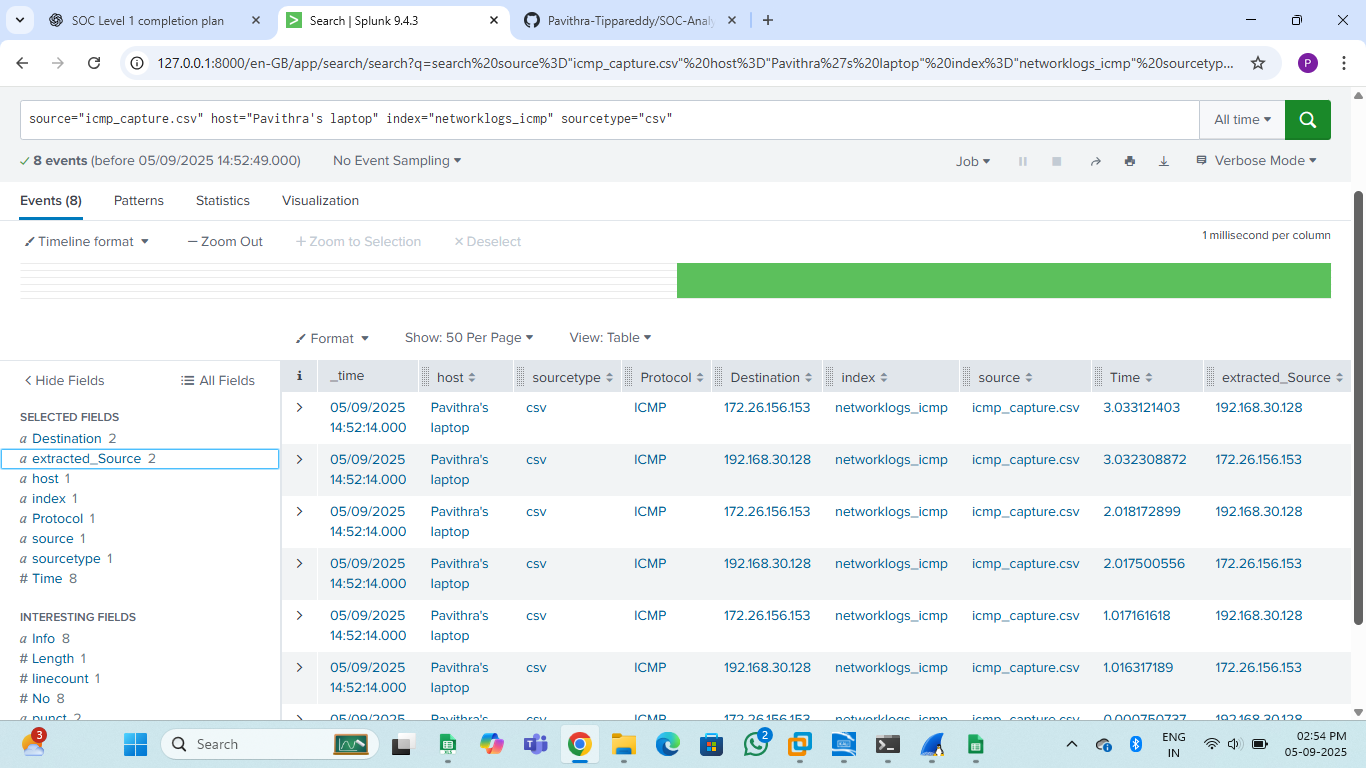 SOC Level 1 completion plan
Search | Splunk 9.4.3
Pavithra-Tippareddy/SOC-Analy
127.0.0.1:8000/en-GB/app/search/search?q=search%20source%3D"icmp_capture.csv"%20host%3D"Pavithra%27s%20laptop"%20index%3D"networklogs_icmp"%20sourcetyp...
P
source="icmp_capture.csv" host="Pavithra's laptop" index="networklogs_icmp" sourcetype="csv"
All time
8 events (before 05/09/2025 14:52:49.000)
No Event Sampling
Job
Verbose Mode
Events (8)
Patterns
Statistics
Visualization
Timeline format
Zoom Out
Zoom to Selection
Deselect
1 millisecond per column
Format
Show: 50 Per Page
View: Table
Hide Fields
All Fields
SELECTED FIELDS
a Destination 2
a extracted_Source 2
a host 1
a index 1
a Protocol 1
a source 1
a sourcetype 1
# Time 8
INTERESTING FIELDS
a Info 8
# Length 1
# linecount 1
# No 8
a punct 2
i _time host sourcetype Protocol Destination index source Time extracted_Source
05/09/2025 14:52:14.000 Pavithra's laptop csv ICMP 172.26.156.153 networklogs_icmp icmp_capture.csv 3.033121403 192.168.30.128
05/09/2025 14:52:14.000 Pavithra's laptop csv ICMP 192.168.30.128 networklogs_icmp icmp_capture.csv 3.032308872 172.26.156.153
05/09/2025 14:52:14.000 Pavithra's laptop csv ICMP 172.26.156.153 networklogs_icmp icmp_capture.csv 2.018172899 192.168.30.128
05/09/2025 14:52:14.000 Pavithra's laptop csv ICMP 192.168.30.128 networklogs_icmp icmp_capture.csv 2.017500556 172.26.156.153
05/09/2025 14:52:14.000 Pavithra's laptop csv ICMP 172.26.156.153 networklogs_icmp icmp_capture.csv 1.017161618 192.168.30.128
05/09/2025 14:52:14.000 Pavithra's laptop csv ICMP 192.168.30.128 networklogs_icmp icmp_capture.csv 1.016317189 172.26.156.153
05/09/2025 Pavithra's csv ICMP 172.26.156.153 networklogs_icmp icmp_capture.csv 0.000750737 192.168.30.128
3
Search
2
ENG
IN
02:54 PM
05-09-2025